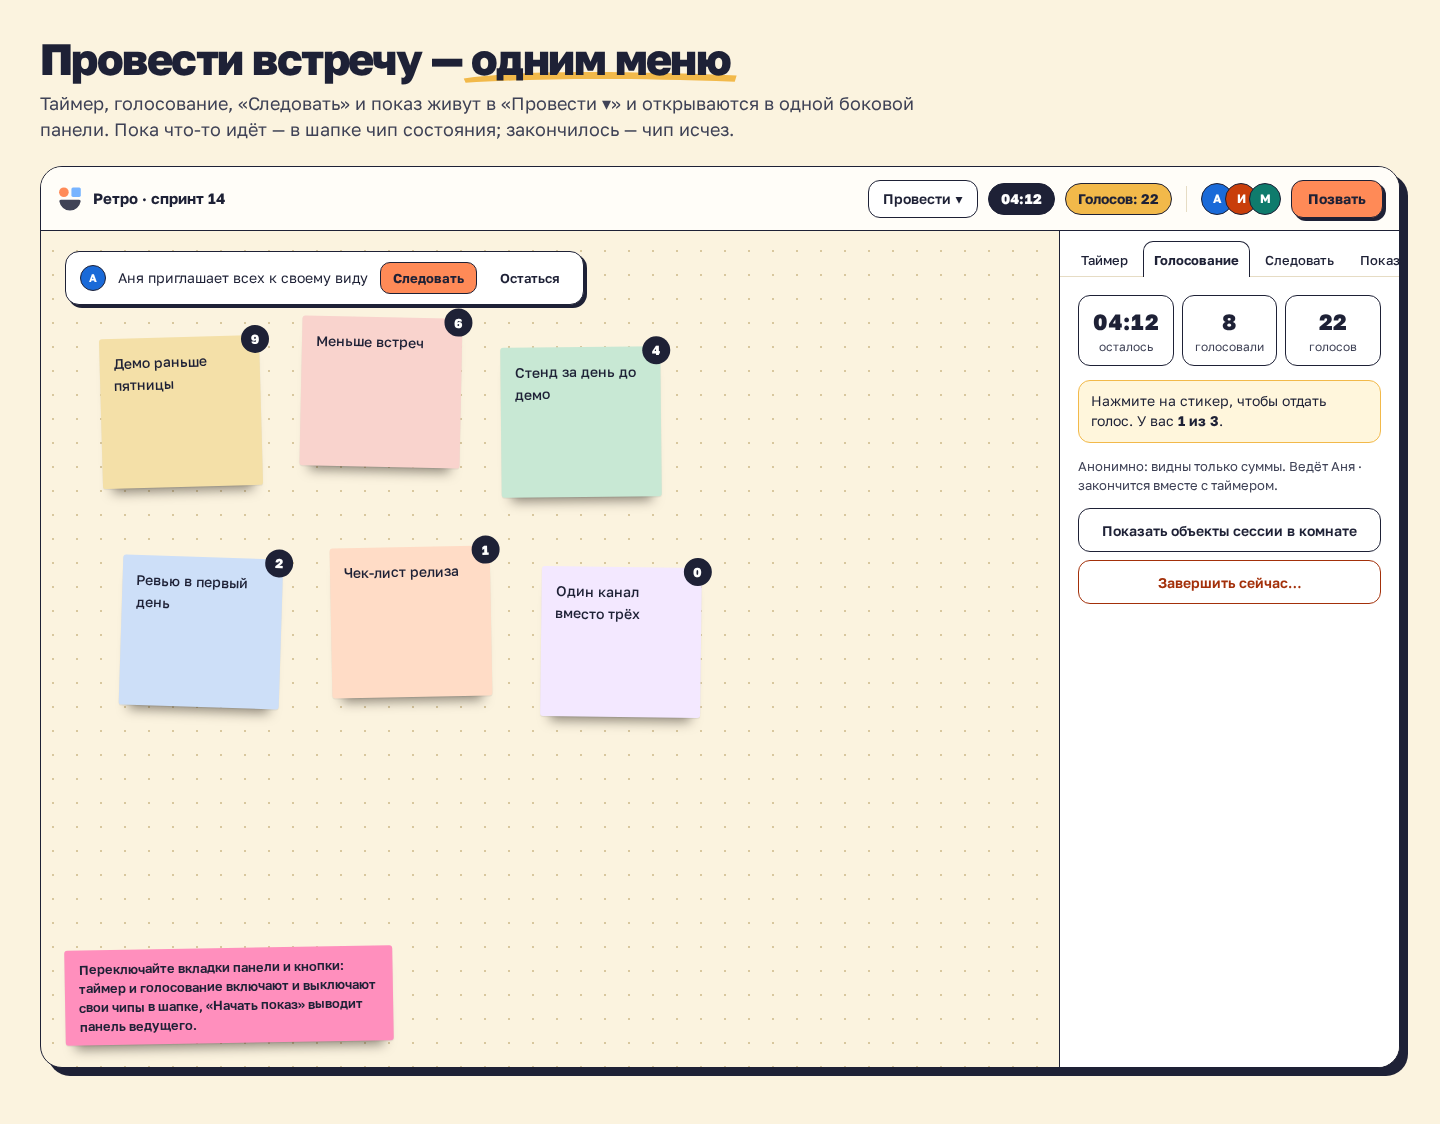 Провести встречу — одним меню
Таймер, голосование, «Следовать» и показ живут в «Провести ▾» и открываются в одной боковой
панели. Пока что-то идёт — в шапке чип состояния; закончилось — чип исчез.
Ретро · спринт 14
Провести ▾
04:12
Голосов: 22
А
И
М
Позвать
А
Аня приглашает всех к своему виду
Следовать
Остаться
Таймер
Голосование
Следовать
Показ
9
Демо раньше
пятницы
6
Меньше встреч
4
Стенд за день до
демо
2
Ревью в первый
день
1
Чек-лист релиза
0
Один канал
вместо трёх
04:12
осталось
8
голосовали
22
голосов
Нажмите на стикер, чтобы отдать
голос. У вас 1 из 3.
Анонимно: видны только суммы. Ведёт Аня ·
закончится вместе с таймером.
Показать объекты сессии в комнате
Завершить сейчас…
Переключайте вкладки панели и кнопки:
таймер и голосование включают и выключают
свои чипы в шапке, «Начать показ» выводит
панель ведущего.